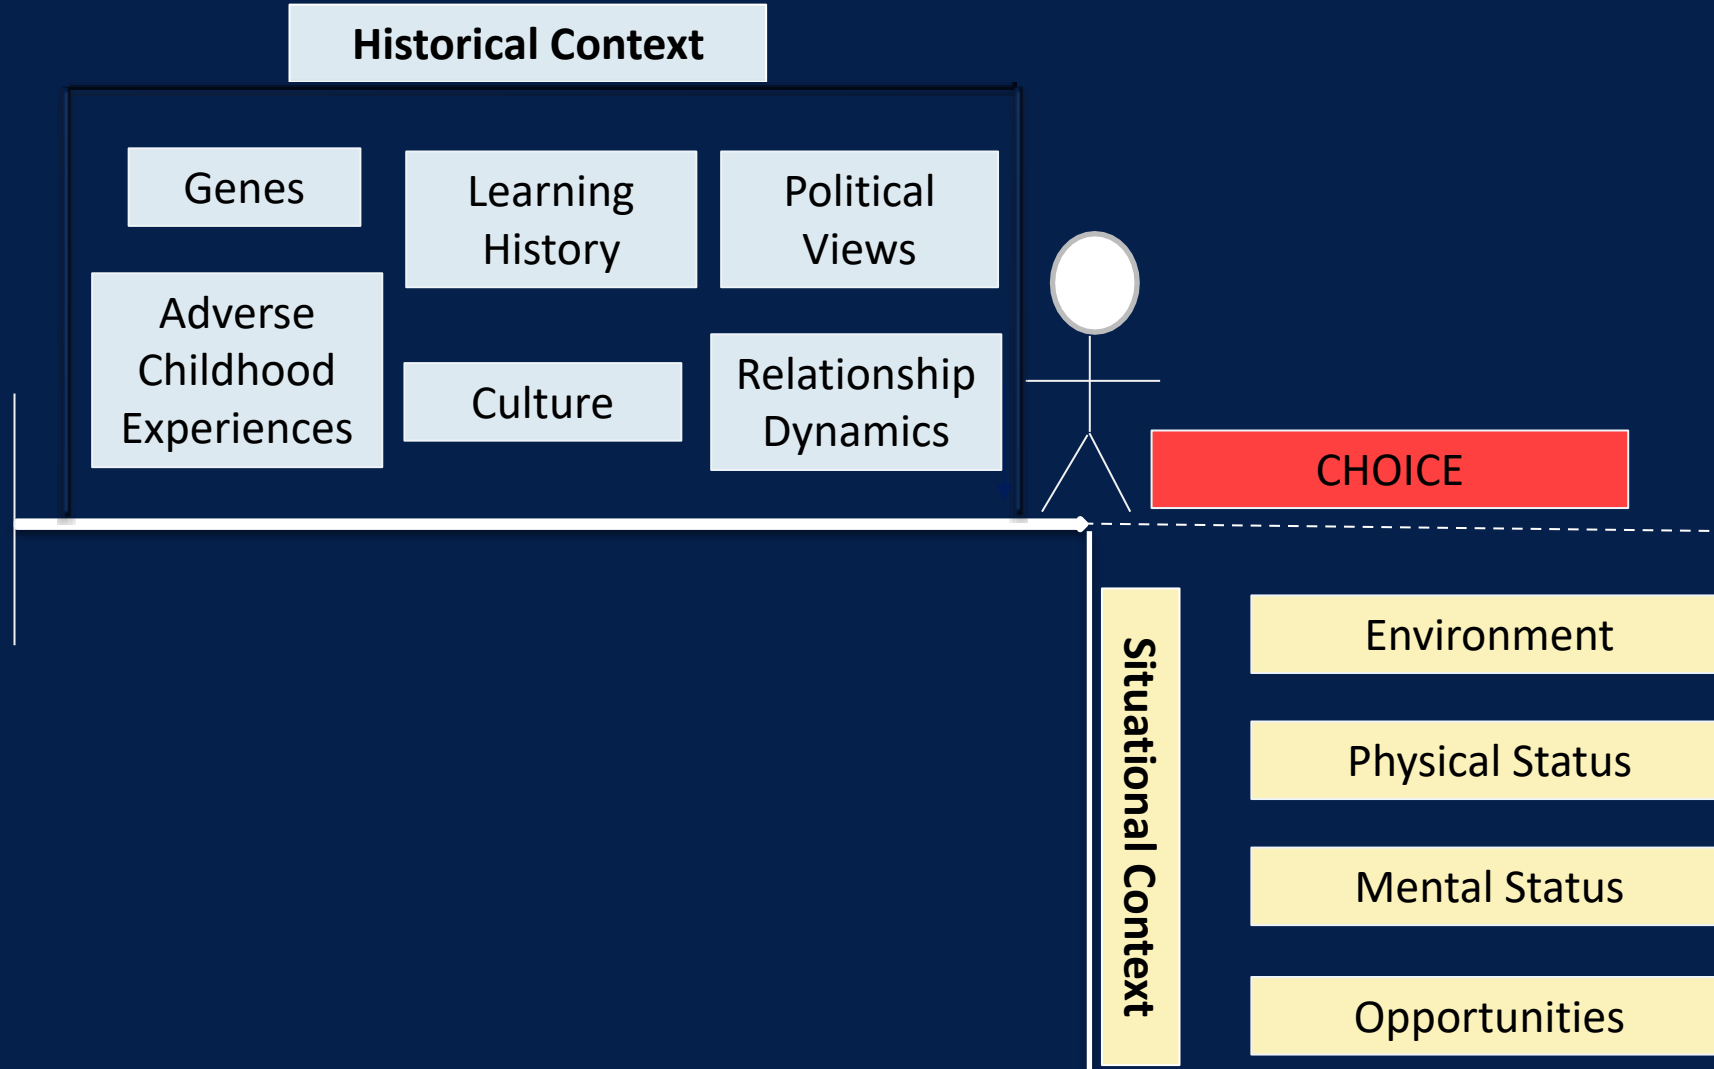 Historical Context
Genes
Learning
History
Political
Views
Adverse
Childhood
Experiences
Culture
Relationship
Dynamics
CHOICE
Situational Context
Environment
Physical Status
Mental Status
Opportunities